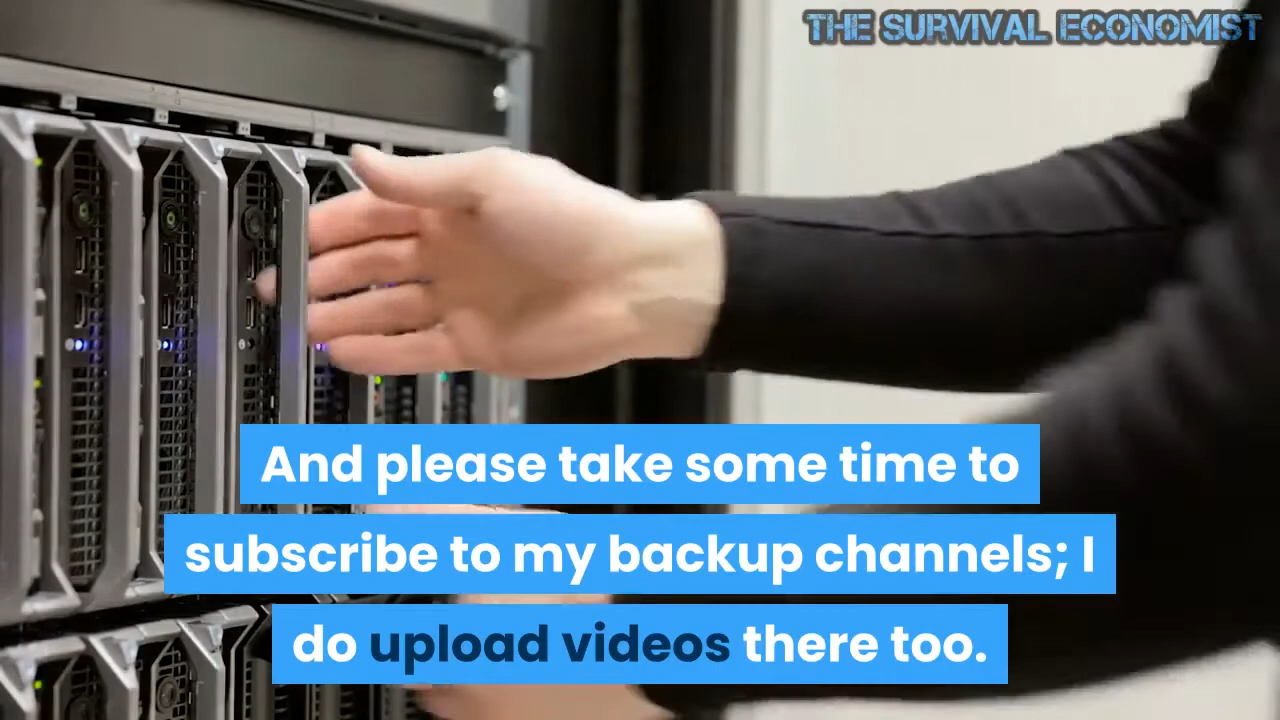 THE SURVIVAL ECONOMIST
And please take some time to
subscribe to my backup channels; I
do upload videos there too.